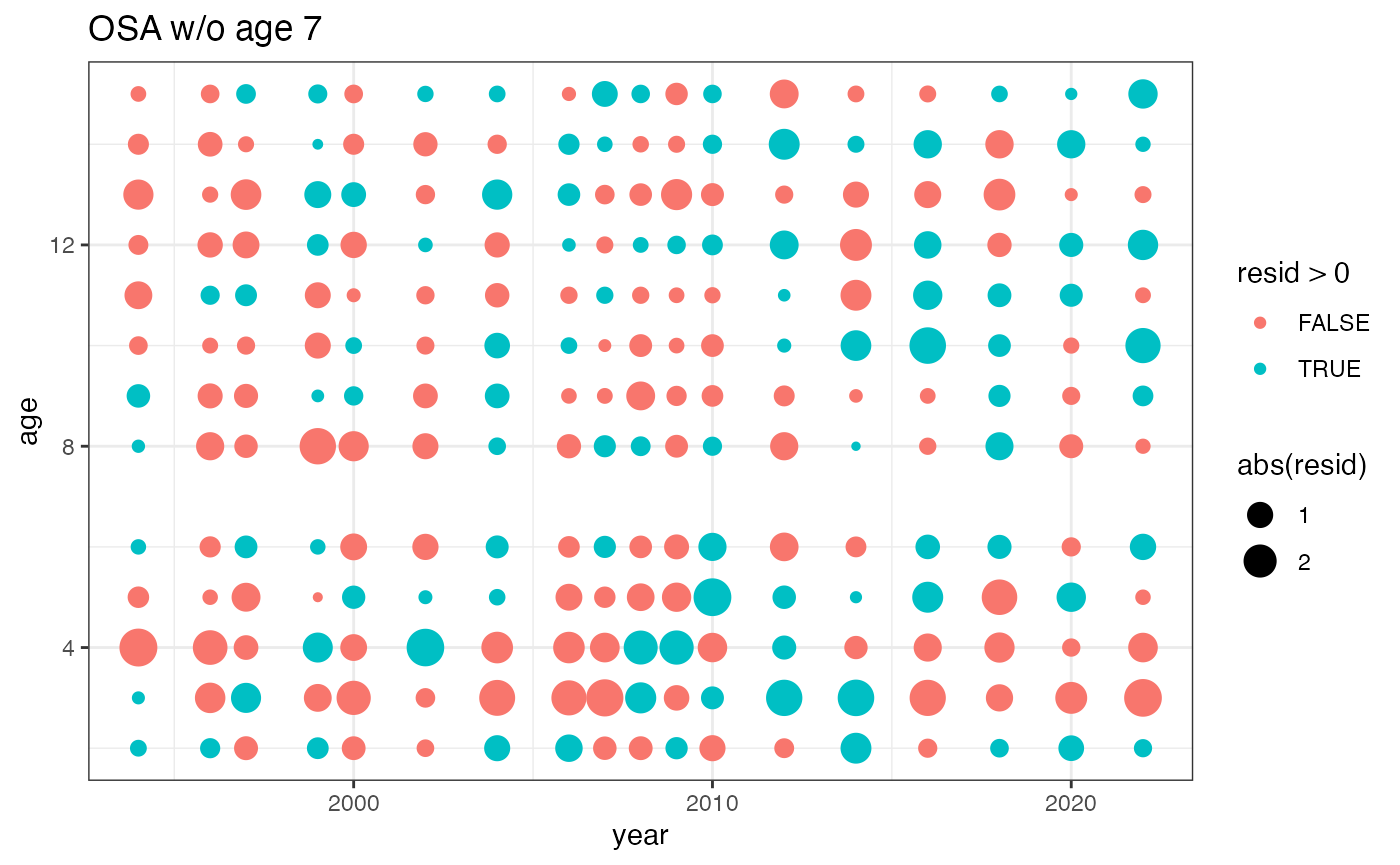 OSA w/o age 7
12
8
4
age
2000
2010
2020
year
resid > 0
FALSE
TRUE
abs(resid)
1
2